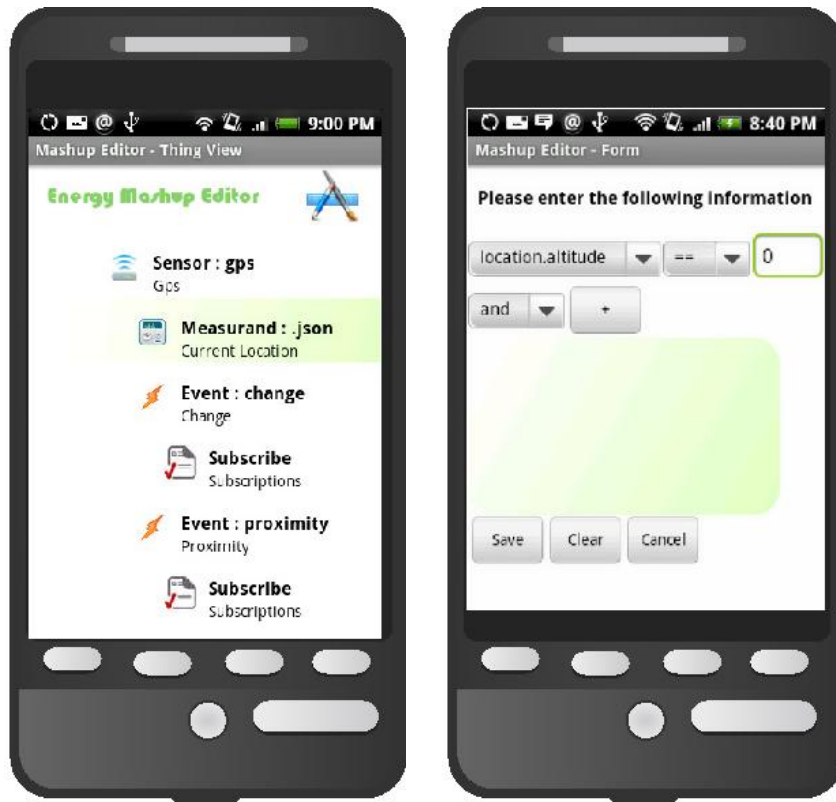 9:00 PM
Mashup Editor - Thing View
Energy Mashup Editor
Sensor : gps
Gps
Measurand : .json
Current Location
Event : change
Change
Subscribe
Subscriptions
Event : proximity
Proximity
Subscribe
Subscriptions
8:40 PM
Mashup Editor - Form
Please enter the following information
location.altitude == 0
and +
Save Clear Cancel